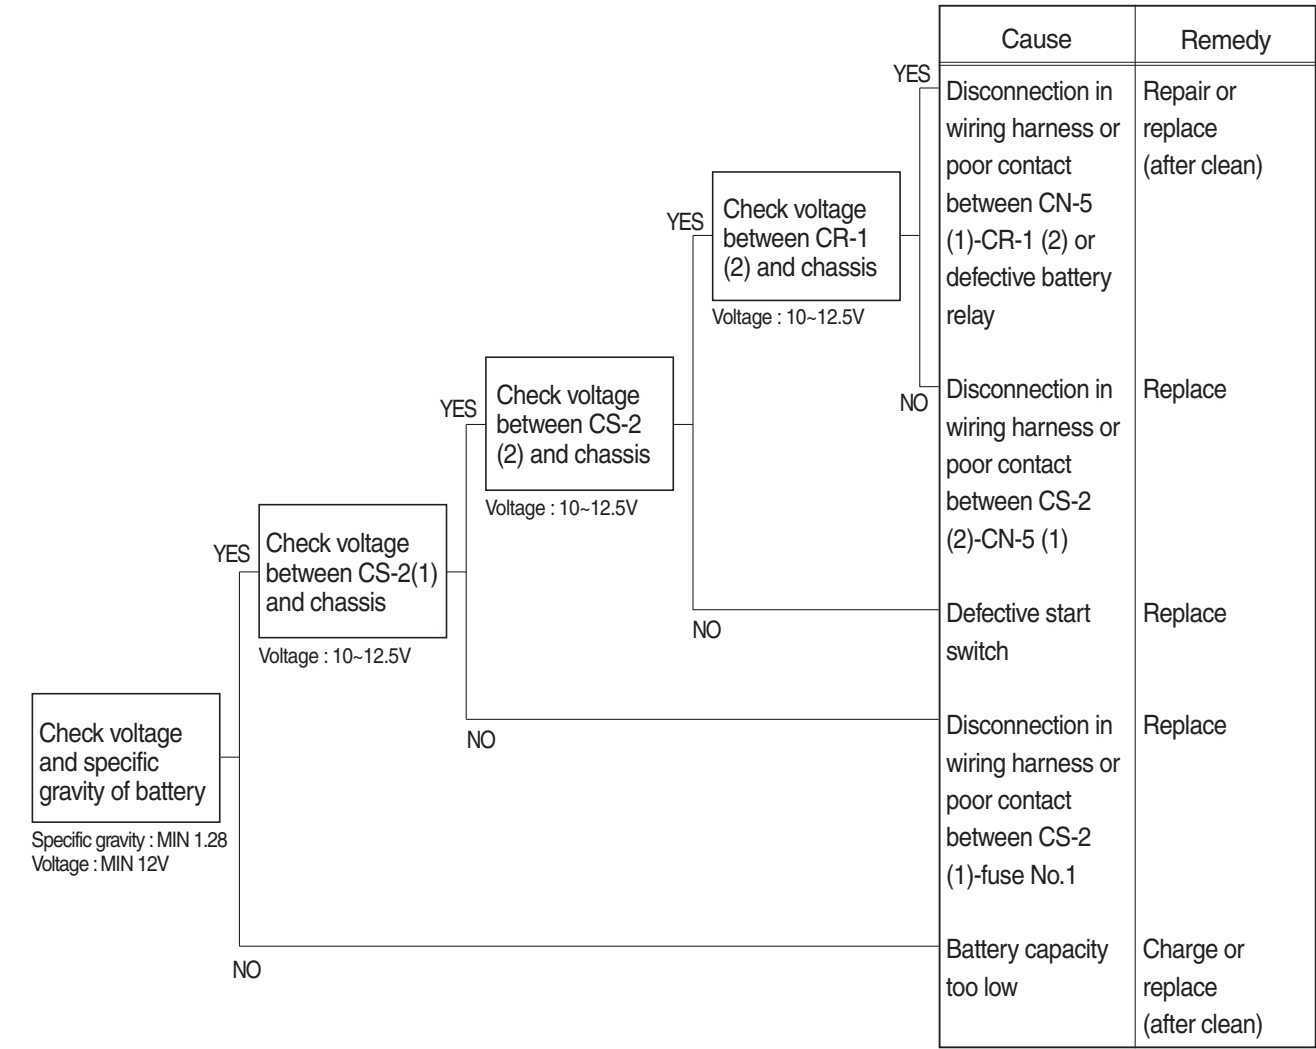 Cause
Remedy
YES
Disconnection in
wiring harness or
poor contact
between CN-5
(1)-CR-1 (2) or
defective battery
relay
Repair or
replace
(after clean)
YES
Check voltage
between CR-1
(2) and chassis
Voltage : 10~12.5V
NO
Disconnection in
wiring harness or
poor contact
between CS-2
(2)-CN-5 (1)
Replace
YES
Check voltage
between CS-2
(2) and chassis
Voltage : 10~12.5V
NO
Defective start
switch
Replace
YES
Check voltage
between CS-2(1)
and chassis
Voltage : 10~12.5V
NO
Disconnection in
wiring harness or
poor contact
between CS-2
(1)-fuse No.1
Replace
Check voltage
and specific
gravity of battery
Specific gravity : MIN 1.28
Voltage : MIN 12V
NO
Battery capacity
too low
Charge or
replace
(after clean)